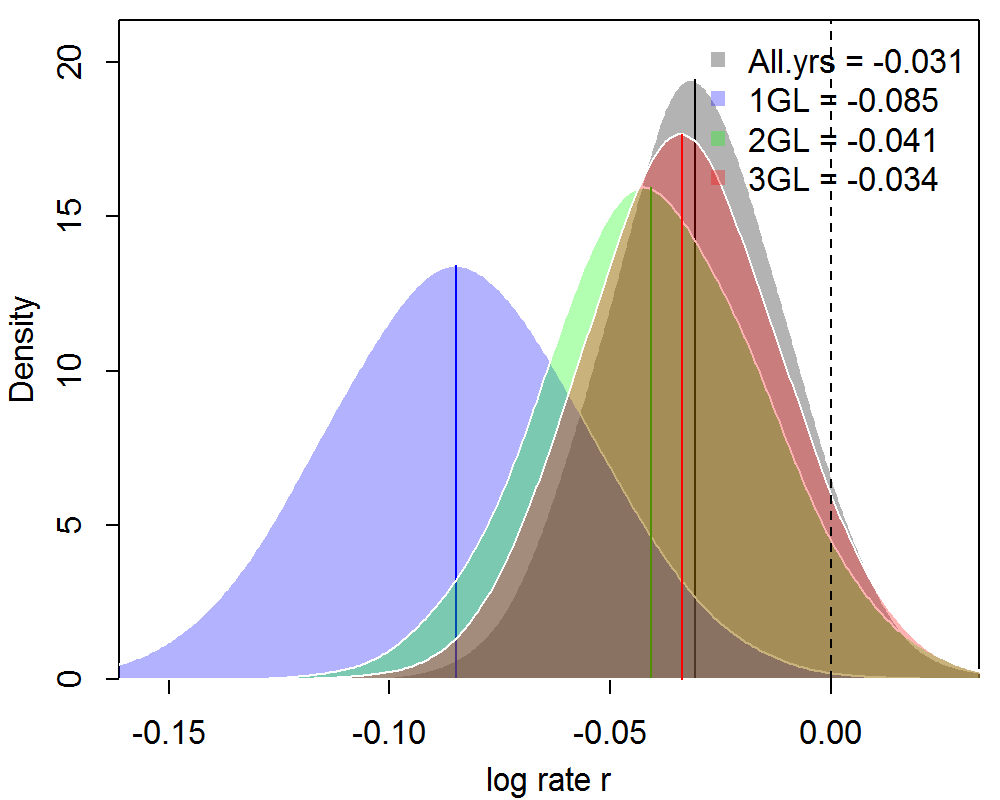 All.yrs = -0.031
1GL = -0.085
2GL = -0.041
3GL = -0.034
Density
20
15
10
5
0
-0.15 -0.10 -0.05 0.00
log rate r